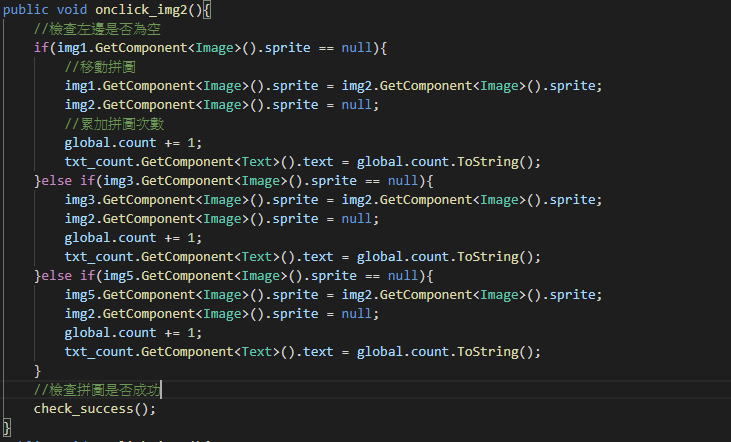 public void onclick_img2(){
    //檢查左邊是否為空
    if(img1.GetComponent<Image>().sprite == null){
        //移動拼圖
        img1.GetComponent<Image>().sprite = img2.GetComponent<Image>().sprite;
        img2.GetComponent<Image>().sprite = null;
        //累加拼圖次數
        global.count += 1;
        txt_count.GetComponent<Text>().text = global.count.ToString();
    }else if(img3.GetComponent<Image>().sprite == null){
        img3.GetComponent<Image>().sprite = img2.GetComponent<Image>().sprite;
        img2.GetComponent<Image>().sprite = null;
        global.count += 1;
        txt_count.GetComponent<Text>().text = global.count.ToString();
    }else if(img5.GetComponent<Image>().sprite == null){
        img5.GetComponent<Image>().sprite = img2.GetComponent<Image>().sprite;
        img2.GetComponent<Image>().sprite = null;
        global.count += 1;
        txt_count.GetComponent<Text>().text = global.count.ToString();
    }
    //檢查拼圖是否成功
    check_success();
}